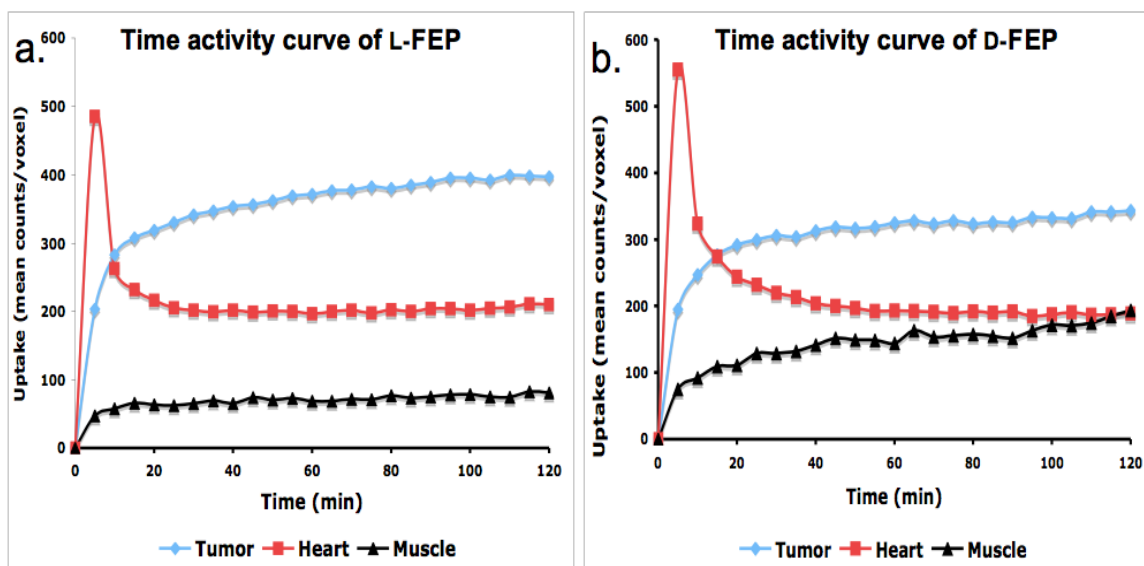 a.
Time activity curve of L-FEP
Uptake (mean counts/voxel)
600
500
400
300
200
100
0
0 20 40 60 80 100 120
Time (min)
Tumor Heart Muscle
b.
Time activity curve of D-FEP
Uptake (mean counts/voxel)
600
500
400
300
200
100
0
0 20 40 60 80 100 120
Time (min)
Tumor Heart Muscle